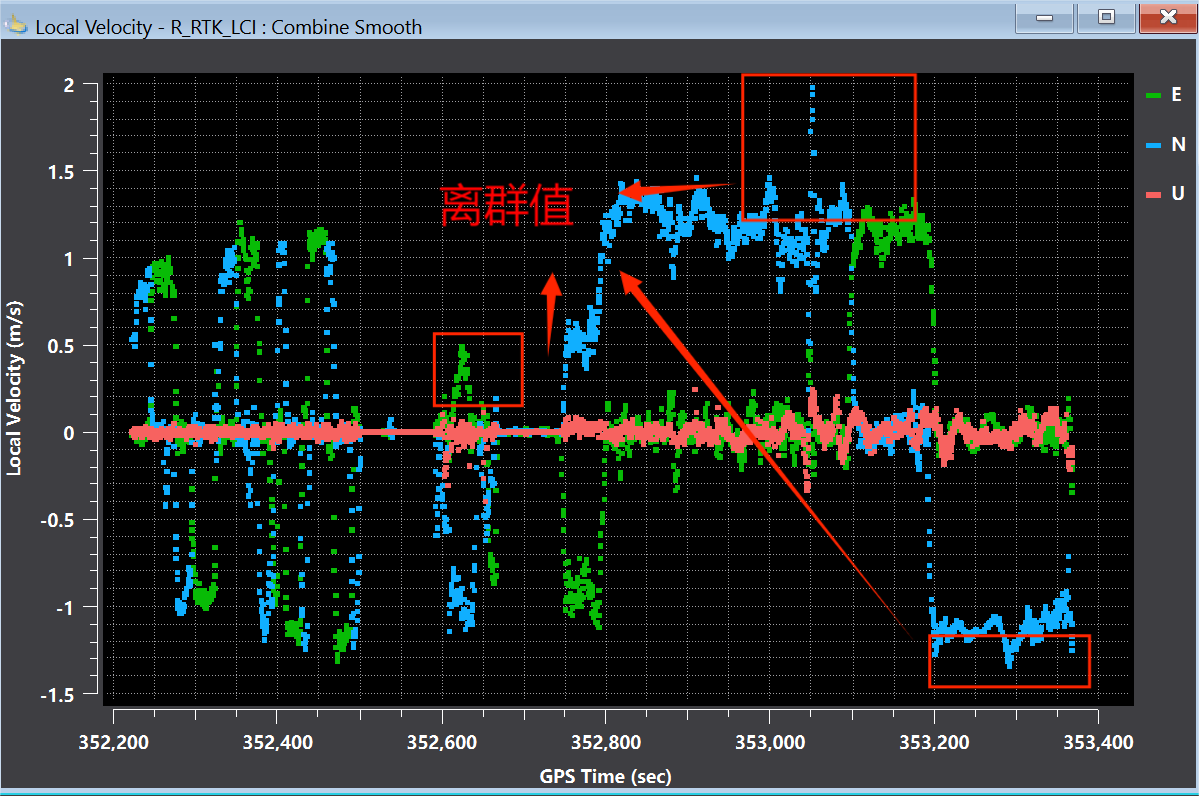 Local Velocity - R_RTK_LCI : Combine Smooth
2
1.5
1
0.5
0
-0.5
-1
-1.5
Local Velocity (m/s)
离群值
E
N
U
352,200
352,400
352,600
352,800
353,000
353,200
353,400
GPS Time (sec)